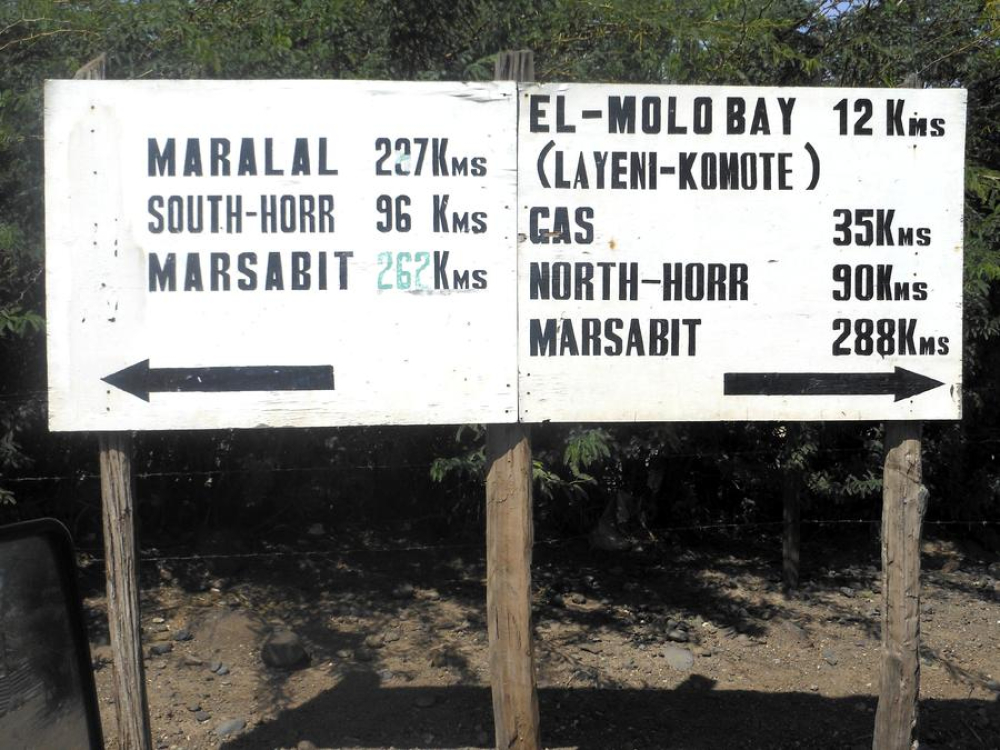 MARALAL 237KMS
SOUTH-HORR 96 KMS
MARSABIT 262KMS
EL-MOLO BAY 12 KMS
(LAYENI-KOMOTE)
GAS 35KMS
NORTH-HORR 90KMS
MARSABIT 288KMS